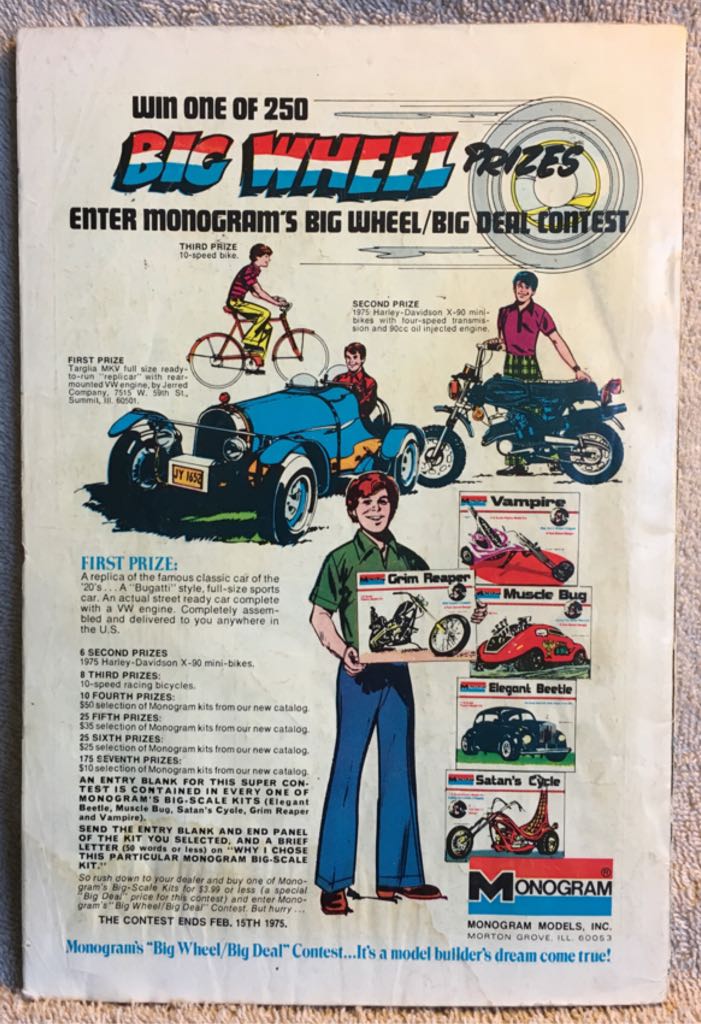 WIN ONE OF 250
BIG WHEEL PRIZES
ENTER MONOGRAM'S BIG WHEEL/BIG DEAL CONTEST
THIRD PRIZE
10-speed bike.
SECOND PRIZE
1975 Harley-Davidson X-90 mini-
bikes with four-speed transmis-
sion and 90cc oil injected engine.
FIRST PRIZE
Targlia MKV full size ready-
to-run "replicar" with rear-
mounted VW engine, by Jerred
Company, 7515 W. 59th St.,
Summit, Ill. 60501.
JY 1652
Vampire
Grim Reaper
Muscle Bug
Elegant Beetle
Satan's Cycle
FIRST PRIZE:
A replica of the famous classic car of the
'20's . . . A "Bugatti" style, full-size sports
car. An actual street ready car complete
with a VW engine. Completely assem-
bled and delivered to you anywhere in
the U.S.
6 SECOND PRIZES
1975 Harley-Davidson X-90 mini-bikes.
8 THIRD PRIZES:
10-speed racing bicycles.
10 FOURTH PRIZES:
$50 selection of Monogram kits from our new catalog.
25 FIFTH PRIZES:
$35 selection of Monogram kits from our new catalog.
25 SIXTH PRIZES:
$25 selection of Monogram kits from our new catalog.
175 SEVENTH PRIZES:
$10 selection of Monogram kits from our new catalog.
AN ENTRY BLANK FOR THIS SUPER CON-
TEST IS CONTAINED IN EVERY ONE OF
MONOGRAM'S BIG-SCALE KITS (Elegant
Beetle, Muscle Bug, Satan's Cycle, Grim Reaper
and Vampire).
SEND THE ENTRY BLANK AND END PANEL
OF THE KIT YOU SELECTED, AND A BRIEF
LETTER (50 words or less) on "WHY I CHOSE
THIS PARTICULAR MONOGRAM BIG-SCALE
KIT."
So rush down to your dealer and buy one of Mono-
gram's Big-Scale Kits for $3.99 or less (a special
"Big Deal" price for this contest) and enter Mono-
gram's "Big Wheel/Big Deal" Contest. But hurry . . .
THE CONTEST ENDS FEB. 15TH 1975.
M MONOGRAM ®
MONOGRAM MODELS, INC.
MORTON GROVE, ILL. 60053
Monogram's "Big Wheel/Big Deal" Contest...It's a model builder's dream come true!